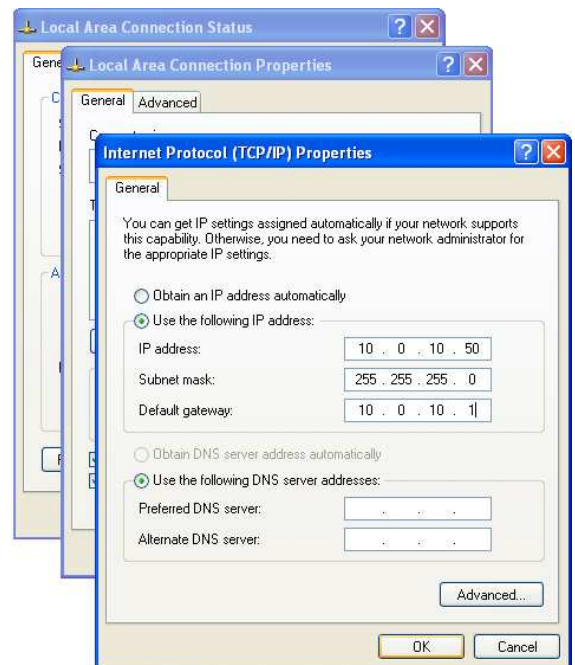 Local Area Connection Status
Local Area Connection Properties
General Advanced
Internet Protocol (TCP/IP) Properties
General
You can get IP settings assigned automatically if your network supports
this capability. Otherwise, you need to ask your network administrator for
the appropriate IP settings.
Obtain an IP address automatically
Use the following IP address:
IP address: 10 . 0 . 10 . 50
Subnet mask: 255 . 255 . 255 . 0
Default gateway: 10 . 0 . 10 . 1
Obtain DNS server address automatically
Use the following DNS server addresses:
Preferred DNS server: . . .
Alternate DNS server: . . .
Advanced...
OK Cancel